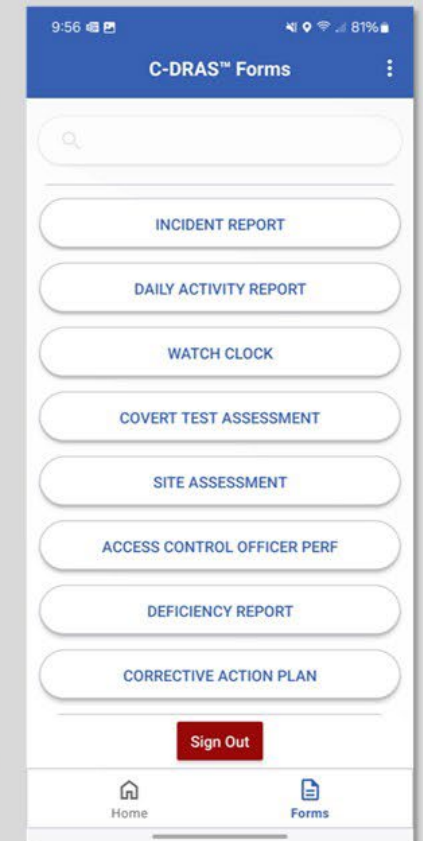 9:56 81%
C-DRAS™ Forms
INCIDENT REPORT
DAILY ACTIVITY REPORT
WATCH CLOCK
COVERT TEST ASSESSMENT
SITE ASSESSMENT
ACCESS CONTROL OFFICER PERF
DEFICIENCY REPORT
CORRECTIVE ACTION PLAN
Sign Out
Home Forms